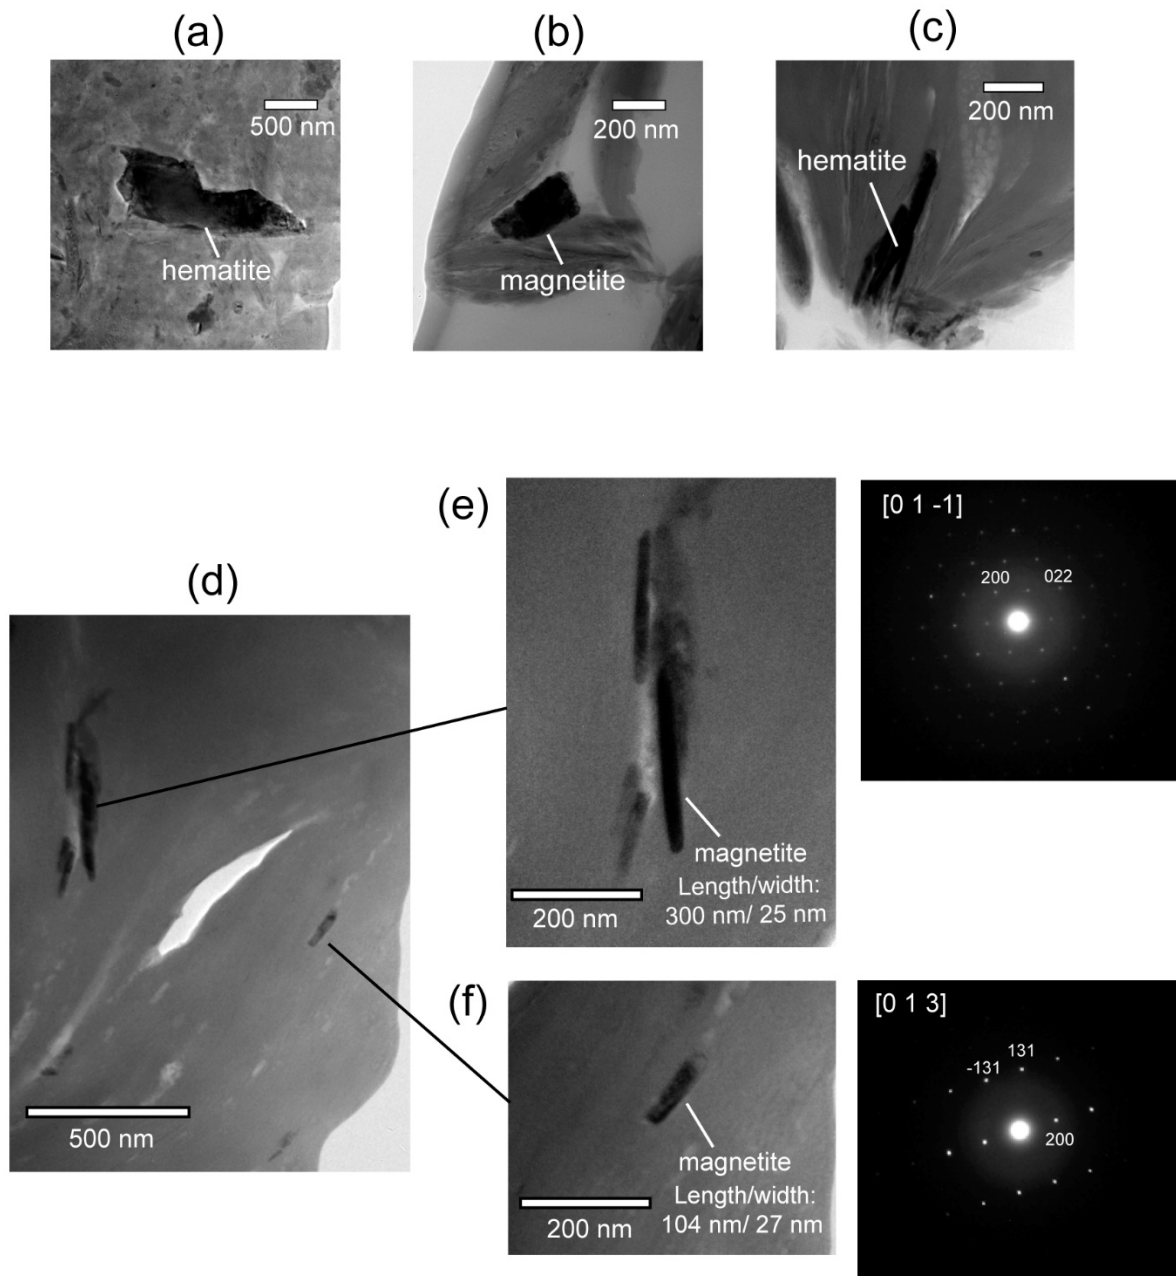 (a)
500 nm
hematite
(b)
200 nm
magnetite
(c)
200 nm
hematite
(d)
500 nm
(e)
magnetite
Length/width:
300 nm/ 25 nm
200 nm
[0 1 -1]
200
022
(f)
magnetite
Length/width:
104 nm/ 27 nm
200 nm
[0 1 3]
-131
131
200